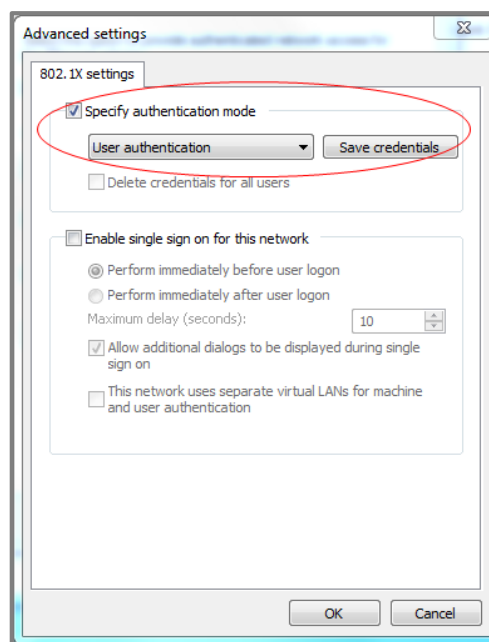 Advanced settings
802.1X settings
Specify authentication mode
User authentication
Save credentials
Delete credentials for all users
Enable single sign on for this network
Perform immediately before user logon
Perform immediately after user logon
Maximum delay (seconds):
10
Allow additional dialogs to be displayed during single
sign on
This network uses separate virtual LANs for machine
and user authentication
OK
Cancel